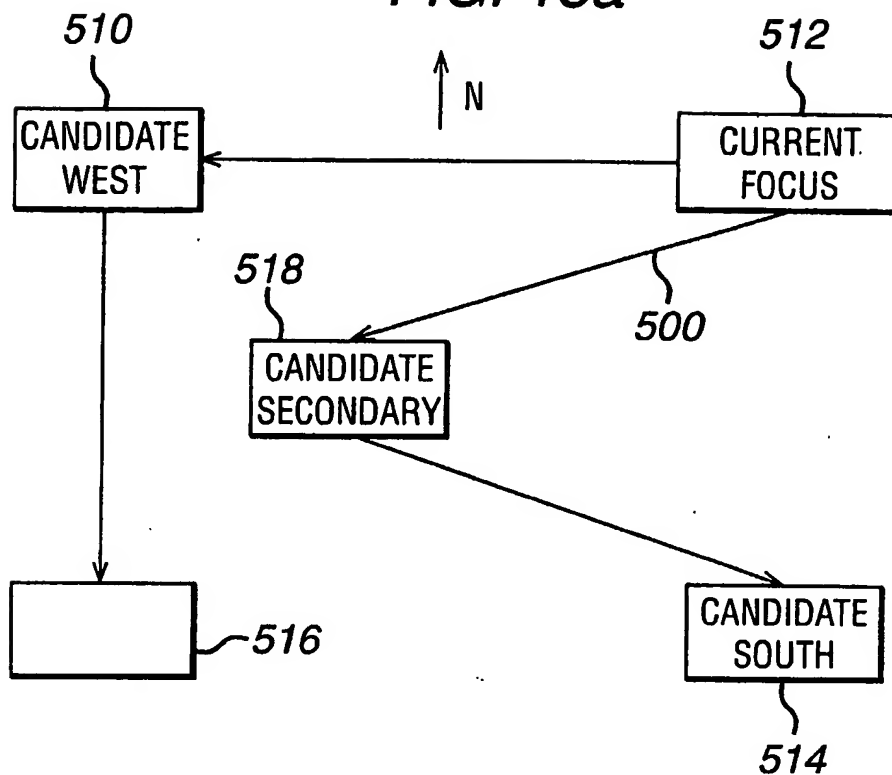 510
512
N
CANDIDATE
WEST
CURRENT
FOCUS
518
500
CANDIDATE
SECONDARY
516
CANDIDATE
SOUTH
514